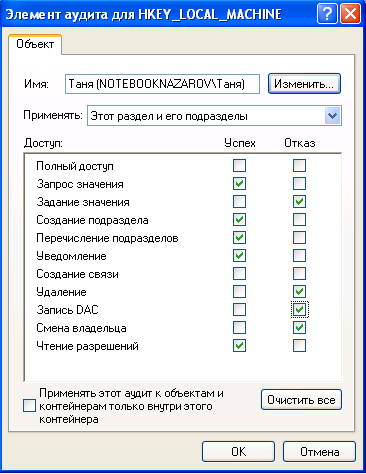 Элемент аудита для HKEY_LOCAL_MACHINE
Объект
Имя: Таня (NOTEBOOKNAZAROV\Таня) Изменить...
Применять: Этот раздел и его подразделы
Доступ: Успех Отказ
Полный доступ
Запрос значения
Задание значения
Создание подраздела
Перечисление подразделов
Уведомление
Создание связи
Удаление
Запись DAC
Смена владельца
Чтение разрешений
Применять этот аудит к объектам и
контейнерам только внутри этого
контейнера
Очистить все
OK Отмена